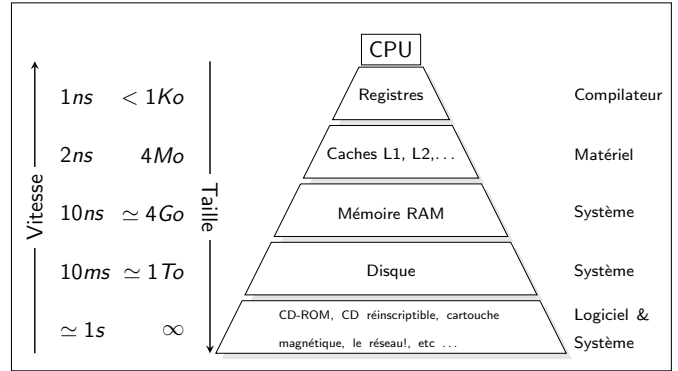 CPU
1ns < 1Ko Registres Compilateur
2ns 4Mo Caches L1, L2,... Matériel
Vitesse
Taille
10ns ≃ 4Go Mémoire RAM Système
10ms ≃ 1To Disque Système
≃ 1s ∞ CD-ROM, CD réinscriptible, cartouche
magnétique, le réseau!, etc ...
Logiciel &
Système